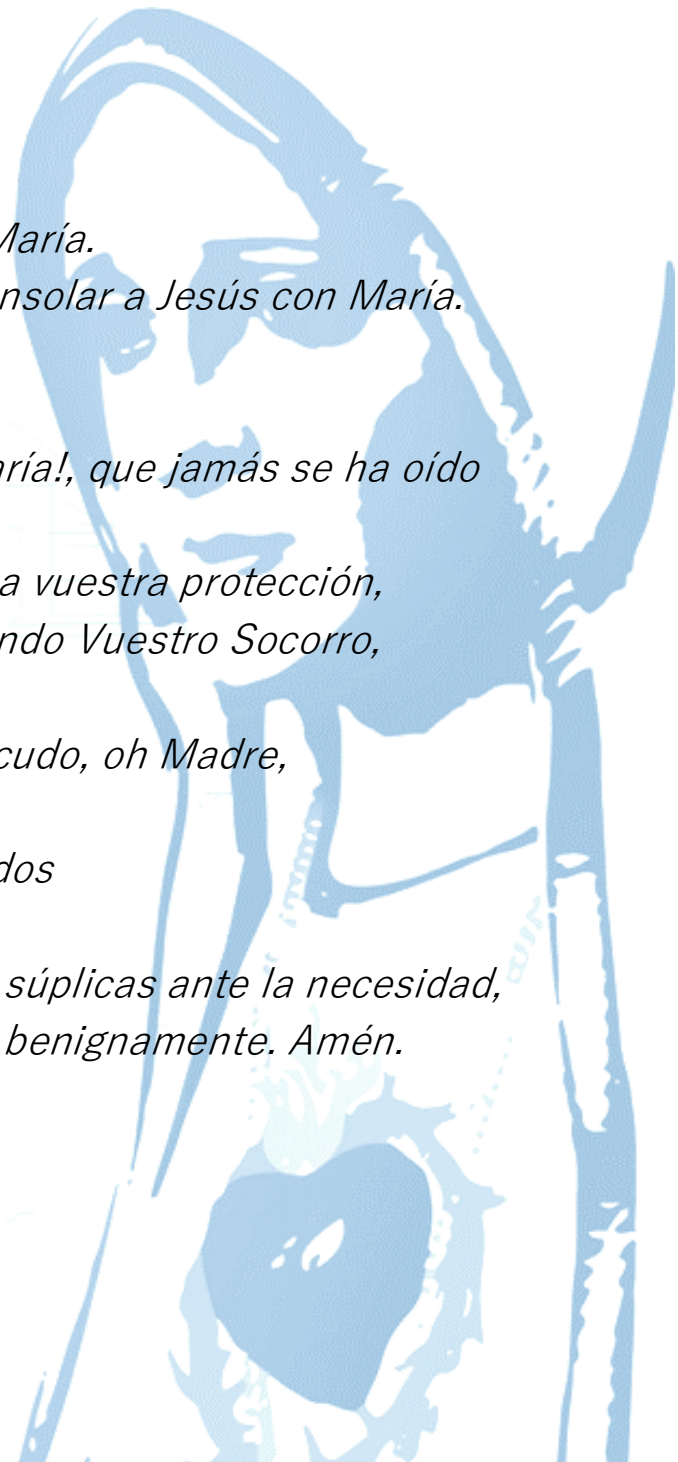 María.
nsolar a Jesús con María.
ría!, que jamás se ha oído
a vuestra protección,
ndo Vuestro Socorro,
cudo, oh Madre,
dos
súplicas ante la necesidad,
benignamente. Amén.